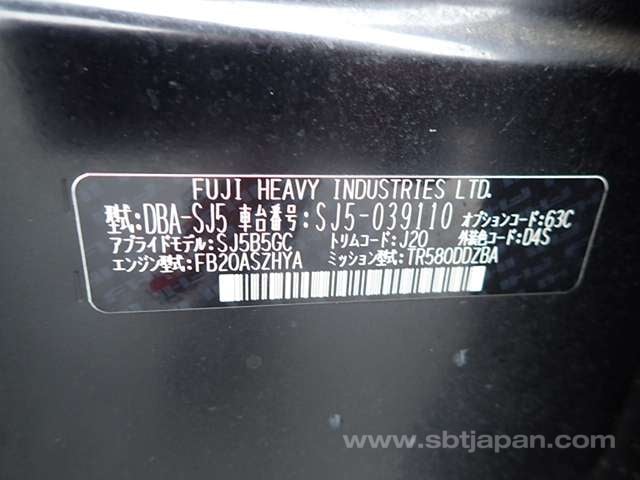 FUJI HEAVY INDUSTRIES LTD.
型式:DBA-SJ5 車台番号:SJ5-039110 オプションコード:63C
アプライドモデル:SJ5B5GC トリムコード:J20 外装色コード:D4S
エンジン型式:FB20ASZHYA ミッション型式:TR580DDZBA
www.sbtjapan.com